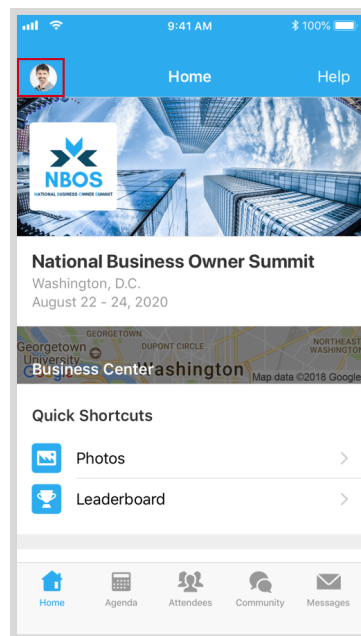 9:41 AM
100%
Home
Help
NBOS
NATIONAL BUSINESS OWNER SUMMIT
National Business Owner Summit
Washington, D.C.
August 22 - 24, 2020
GEORGETOWN
DUPONT CIRCLE
NORTHEAST
WASHINGTON
Georgetown
University
Google
Business Center
Washington
Map data ©2018 Google
Quick Shortcuts
Photos
Leaderboard
Home
Agenda
Attendees
Community
Messages